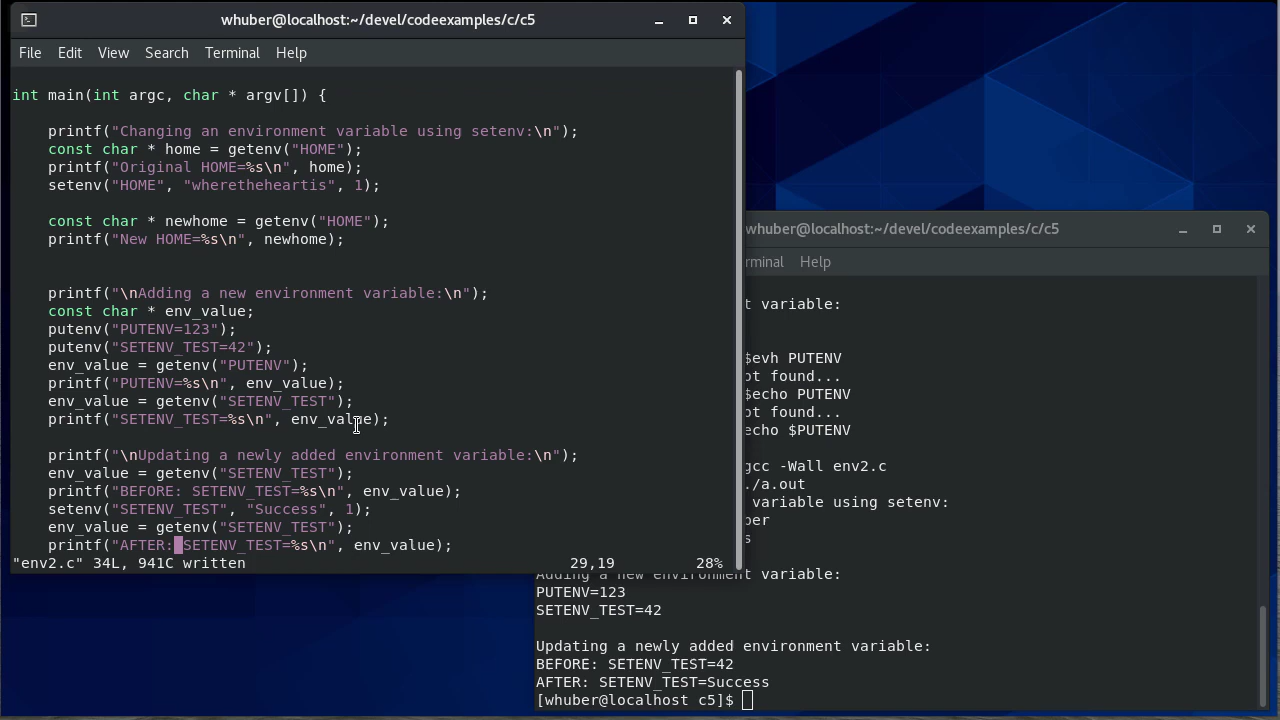 whuber@localhost:~/devel/codeexamples/c/c5
File Edit View Search Terminal Help
int main(int argc, char * argv[]) {
    printf("Changing an environment variable using setenv:\n");
    const char * home = getenv("HOME");
    printf("Original HOME=%s\n", home);
    setenv("HOME", "wheretheheartis", 1);
    const char * newhome = getenv("HOME");
    printf("New HOME=%s\n", newhome);
    printf("\nAdding a new environment variable:\n");
    const char * env_value;
    putenv("PUTENV=123");
    putenv("SETENV_TEST=42");
    env_value = getenv("PUTENV");
    printf("PUTENV=%s\n", env_value);
    env_value = getenv("SETENV_TEST");
    printf("SETENV_TEST=%s\n", env_value);
    printf("\nUpdating a newly added environment variable:\n");
    env_value = getenv("SETENV_TEST");
    printf("BEFORE: SETENV_TEST=%s\n", env_value);
    setenv("SETENV_TEST", "Success", 1);
    env_value = getenv("SETENV_TEST");
    printf("AFTER: SETENV_TEST=%s\n", env_value);
"env2.c" 34L, 941C written 29,19 28%
whuber@localhost:~/devel/codeexamples/c/c5
rminal Help
t variable:
$evh PUTENV
ot found...
$echo PUTENV
ot found...
echo $PUTENV
gcc -Wall env2.c
./a.out
variable using setenv:
ber
s
Adding a new environment variable:
PUTENV=123
SETENV_TEST=42
Updating a newly added environment variable:
BEFORE: SETENV_TEST=42
AFTER: SETENV_TEST=Success
[whuber@localhost c5]$